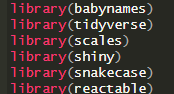 library(babynames)
library(tidyverse)
library(scales)
library(shiny)
library(snakecase)
library(reactable)